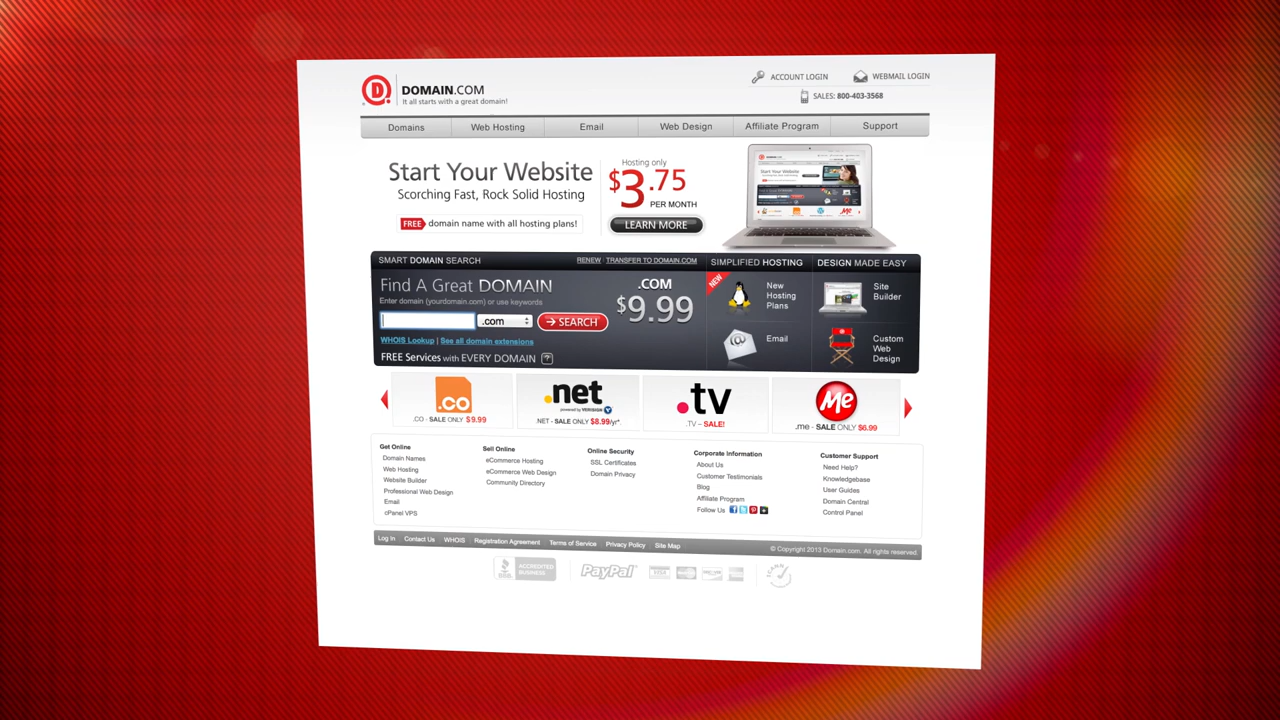 DOMAIN.COM
It all starts with a great domain!
ACCOUNT LOGIN
WEBMAIL LOGIN
SALES: 800-403-3568
Domains
Web Hosting
Email
Web Design
Affiliate Program
Support
Start Your Website
Scorching Fast, Rock Solid Hosting
FREE domain name with all hosting plans!
Hosting only
$3.75
PER MONTH
LEARN MORE
SMART DOMAIN SEARCH
RENEW | TRANSFER TO DOMAIN.COM
Find A Great DOMAIN
Enter domain (yourdomain.com) or use keywords
.com
SEARCH
WHOIS Lookup | See all domain extensions
FREE Services with EVERY DOMAIN ?
.COM
$9.99
SIMPLIFIED HOSTING
NEW
New
Hosting
Plans
Email
DESIGN MADE EASY
Site
Builder
Custom
Web
Design
.co
.CO - SALE ONLY $9.99
.net
powered by VERISIGN
.NET - SALE ONLY $8.99/yr*.
.tv
.TV – SALE!
Me
.me - SALE ONLY $6.99
Get Online
Domain Names
Web Hosting
Website Builder
Professional Web Design
Email
cPanel VPS
Sell Online
eCommerce Hosting
eCommerce Web Design
Community Directory
Online Security
SSL Certificates
Domain Privacy
Corporate Information
About Us
Customer Testimonials
Blog
Affiliate Program
Follow Us
Customer Support
Need Help?
Knowledgebase
User Guides
Domain Central
Control Panel
Log In
Contact Us
WHOIS
Registration Agreement
Terms of Service
Privacy Policy
Site Map
© Copyright 2013 Domain.com. All rights reserved.
ACCREDITED
BUSINESS
PayPal
VISA
ICANN